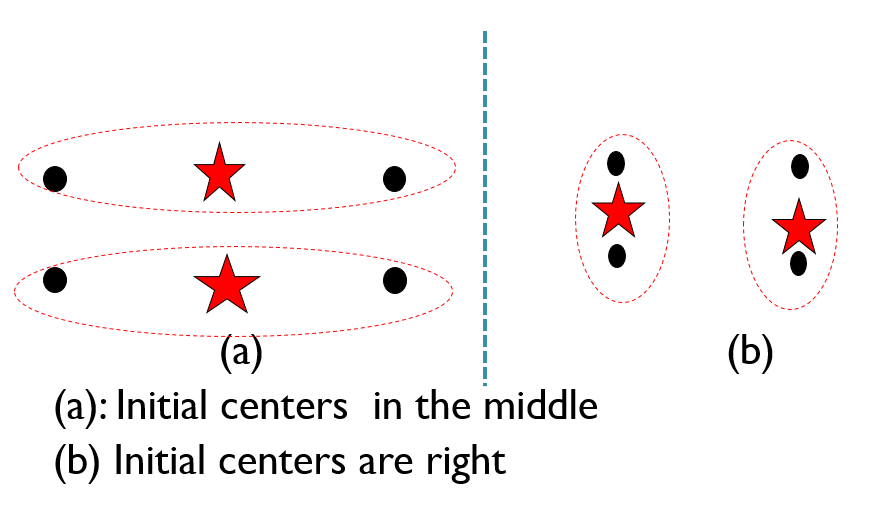 (a)
(b)
(a): Initial centers in the middle
(b) Initial centers are right